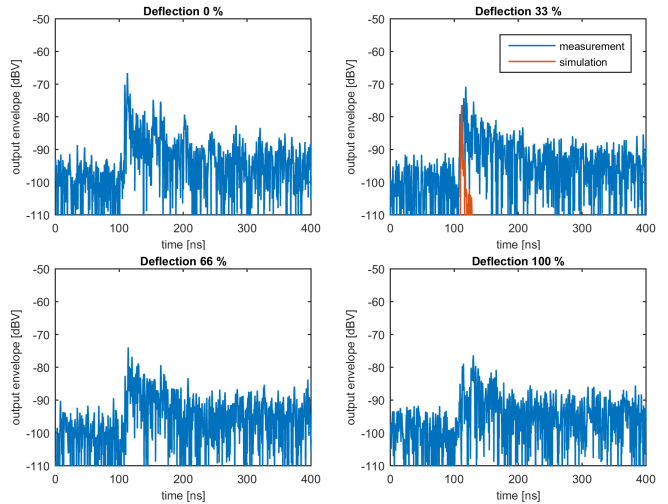 Deflection 0 %
-50
-60
-70
-80
-90
-100
-110
output envelope [dBV]
0 100 200 300 400
time [ns]
Deflection 33 %
-50
-60
-70
-80
-90
-100
-110
output envelope [dBV]
measurement
simulation
0 100 200 300 400
time [ns]
Deflection 66 %
-50
-60
-70
-80
-90
-100
-110
output envelope [dBV]
0 100 200 300 400
time [ns]
Deflection 100 %
-50
-60
-70
-80
-90
-100
-110
output envelope [dBV]
0 100 200 300 400
time [ns]